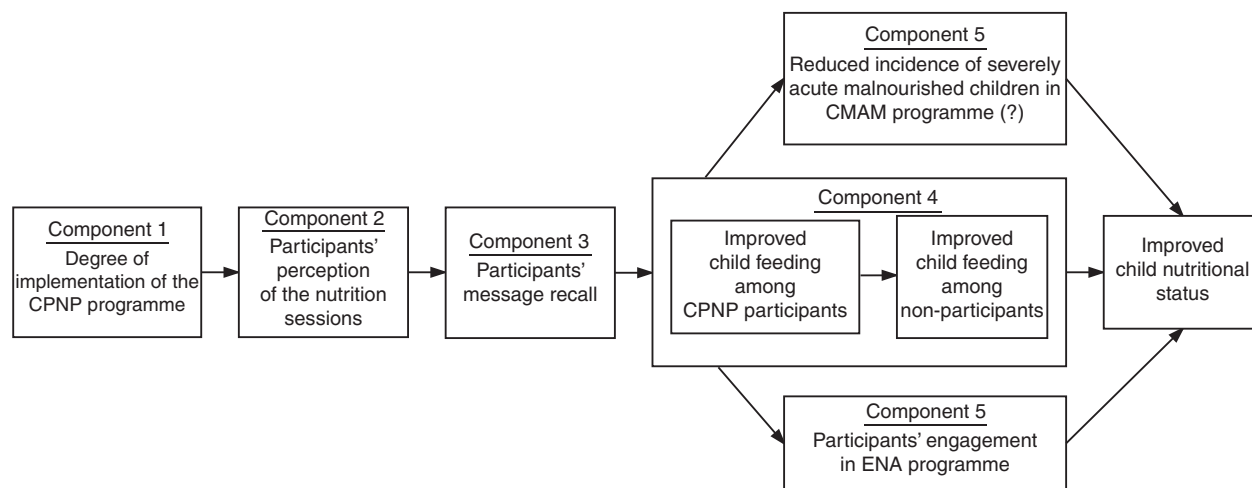 Component 1
Degree of
implementation of the
CPNP programme
Component 2
Participants’
perception
of the nutrition
sessions
Component 3
Participants’
message recall
Component 5
Reduced incidence of severely
acute malnourished children in
CMAM programme (?)
Component 4
Improved
child feeding
among
CPNP participants
Improved
child feeding
among
non-participants
Component 5
Participants’ engagement
in ENA programme
Improved
child nutritional
status